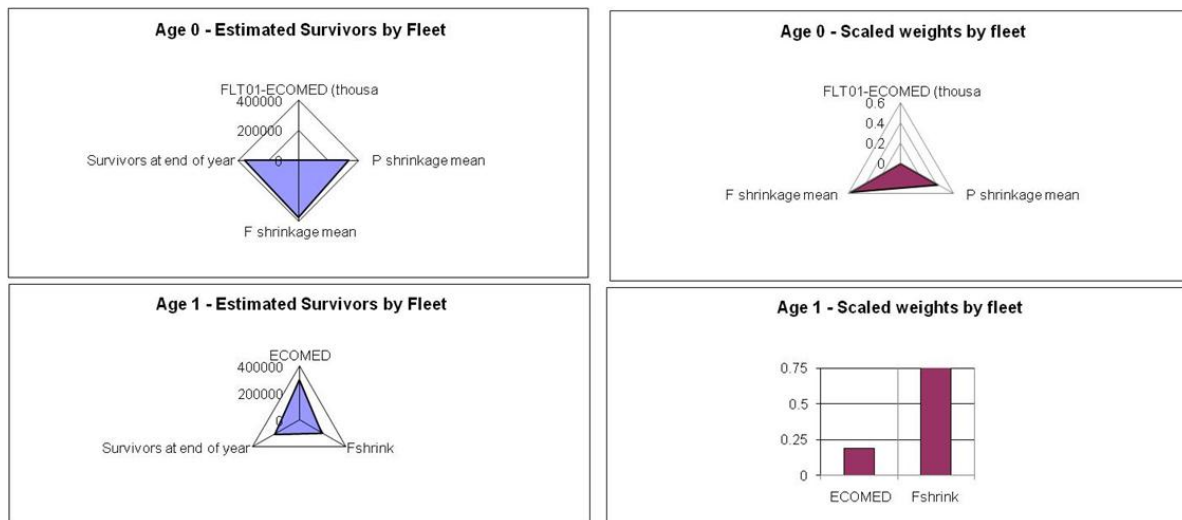 Age 0 - Estimated Survivors by Fleet
FLT01-ECOMED (thousa
400000
200000
0
Survivors at end of year
P shrinkage mean
F shrinkage mean
Age 0 - Scaled weights by fleet
FLT01-ECOMED (thousa
0.6
0.4
0.2
0
F shrinkage mean
P shrinkage mean
Age 1 - Estimated Survivors by Fleet
ECOMED
400000
200000
0
Survivors at end of year
Fshrink
Age 1 - Scaled weights by fleet
0.75
0.5
0.25
0
ECOMED
Fshrink